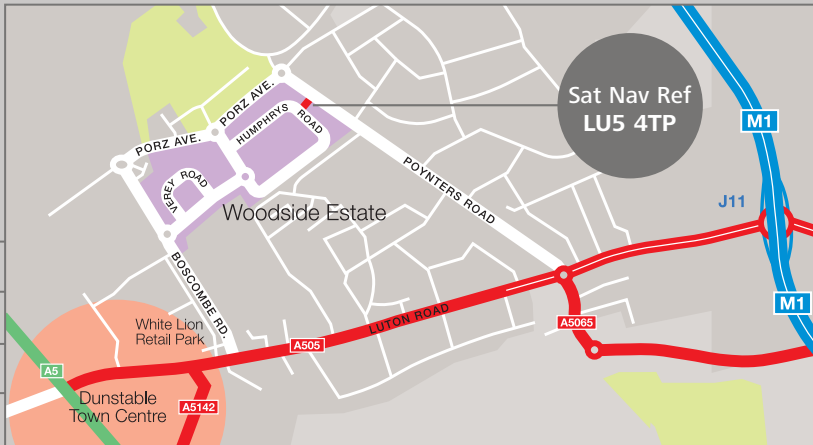 Sat Nav Ref
LU5 4TP
M1
PORZ AVE.
HUMPHRYS
ROAD
PORZ AVE.
POYNTERS ROAD
VEREY ROAD
Woodside Estate
J11
BOSCOMBE RD.
M1
LUTON ROAD
A5065
White Lion
Retail Park
A505
A5
Dunstable
Town Centre
A5142